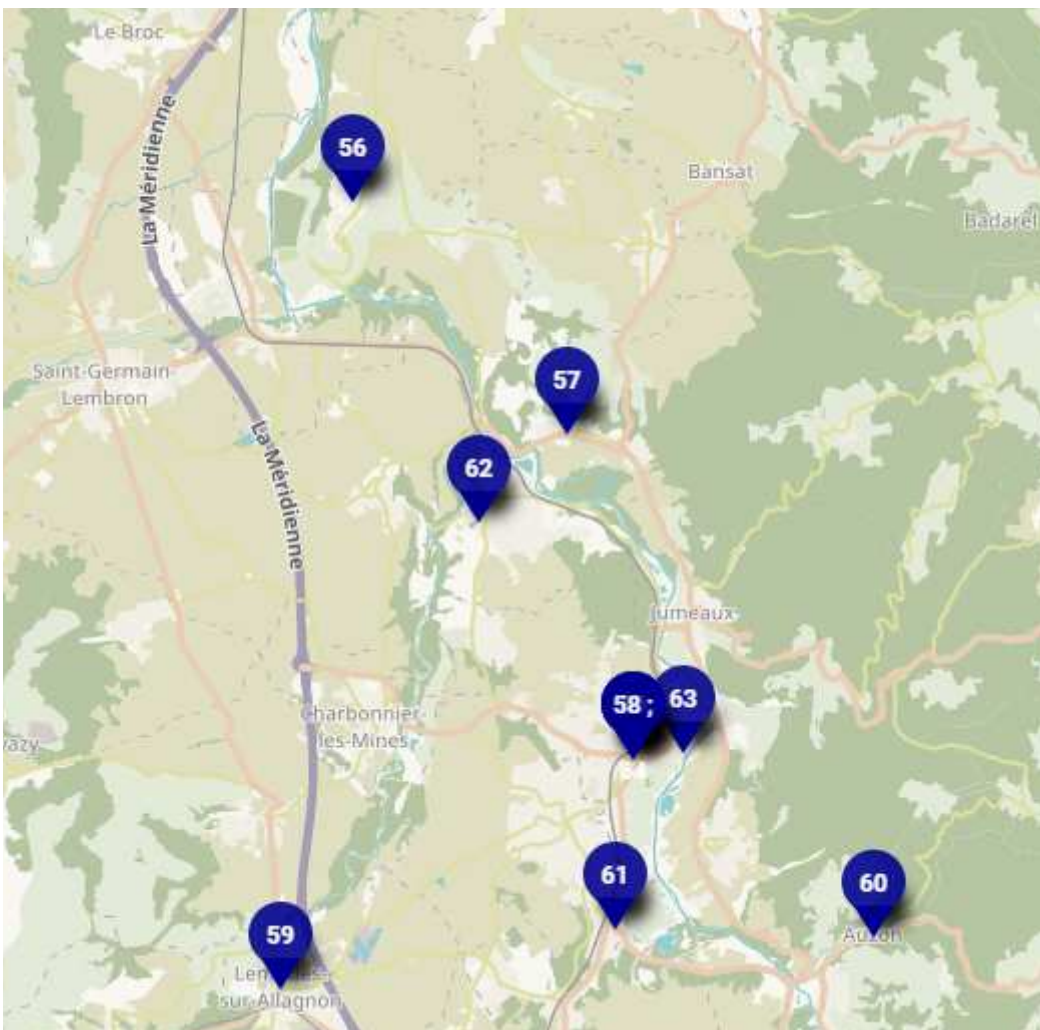 Le Broc
La Méridienne
56
Bansat
Badarel
57
Saint-Germain
Lembron
La Méridienne
62
Jumeaux
58 ;
63
Charbonnier-
les-Mines
vazy
61
60
Auzon
59
sur-Allagnon